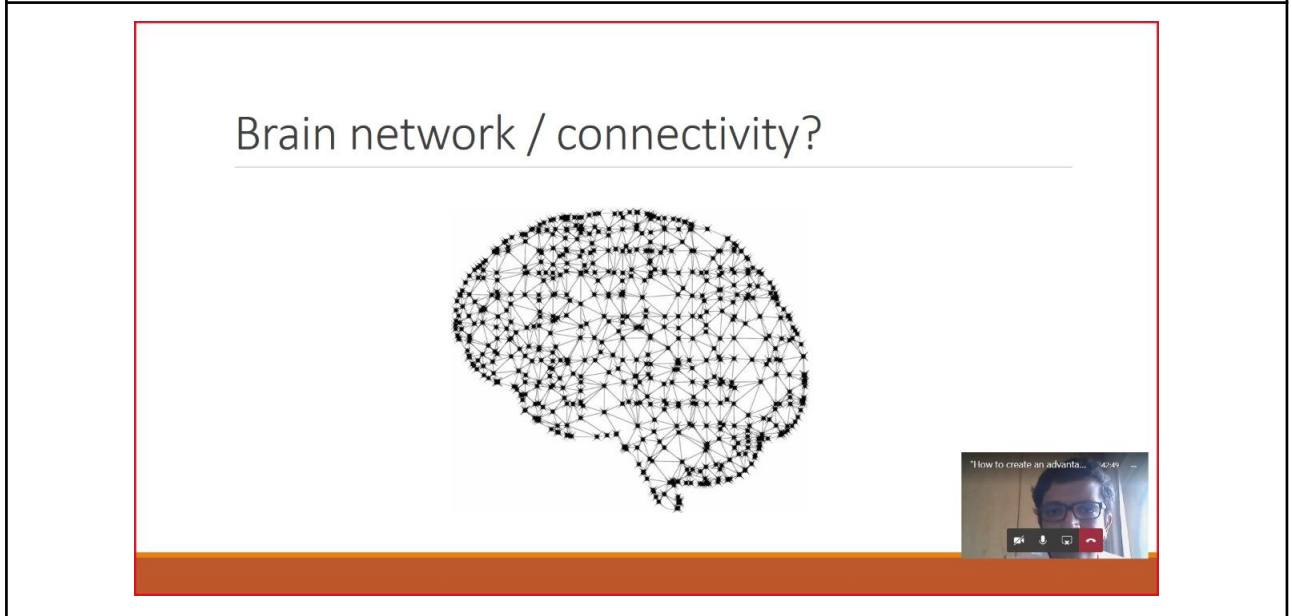 Brain network / connectivity?
"How to create an advanta... 42:49 ...